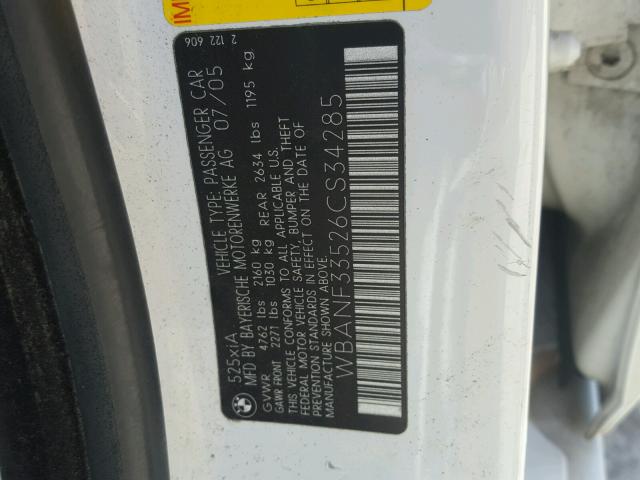 IM
2 122 606
BMW
525xiA VEHICLE TYPE: PASSENGER CAR
MFD BY BAYERISCHE MOTORENWERKE AG 07/05
GVWR 4762 lbs 2160 kg
GAWR FRONT 2271 lbs 1030 kg REAR 2634 lbs 1195 kg
THIS VEHICLE CONFORMS TO ALL APPLICABLE U.S.
FEDERAL MOTOR VEHICLE SAFETY, BUMPER AND THEFT
PREVENTION STANDARDS IN EFFECT ON THE DATE OF
MANUFACTURE SHOWN ABOVE.
WBANF33526CS34285